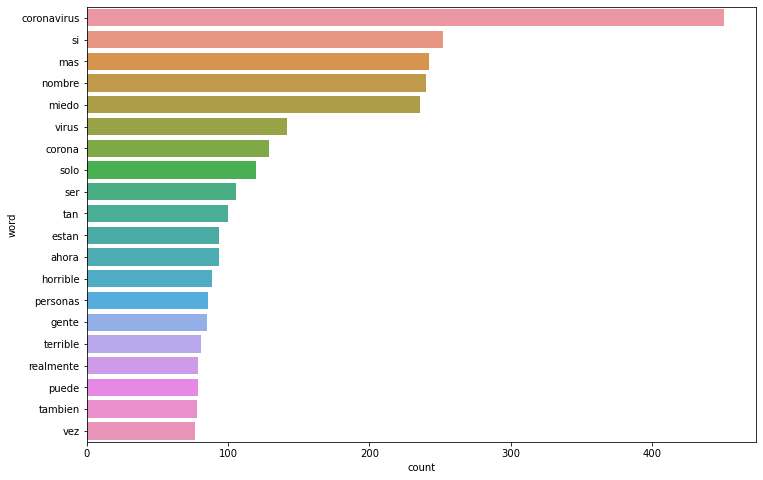 coronavirus
si
mas
nombre
miedo
virus
corona
solo
ser
tan
estan
ahora
horrible
personas
gente
terrible
realmente
puede
tambien
vez
word
0 100 200 300 400
count